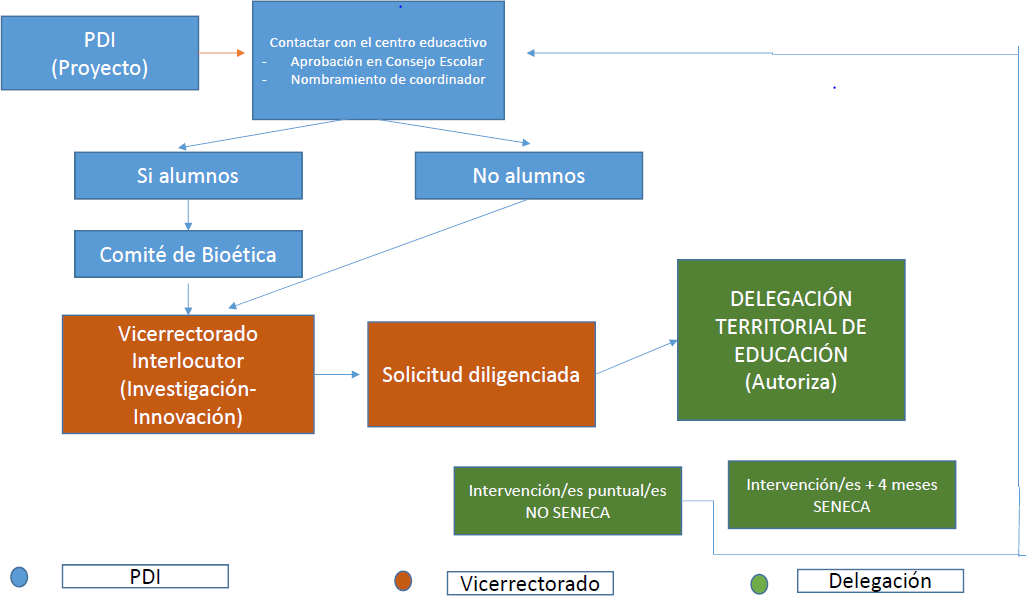 PDI
(Proyecto)
Contactar con el centro educactivo
- Aprobación en Consejo Escolar
- Nombramiento de coordinador
Si alumnos
No alumnos
Comité de Bioética
Vicerrectorado
Interlocutor
(Investigación-
Innovación)
Solicitud diligenciada
DELEGACIÓN
TERRITORIAL DE
EDUCACIÓN
(Autoriza)
Intervención/es puntual/es
NO SENECA
Intervención/es + 4 meses
SENECA
PDI
Vicerrectorado
Delegación